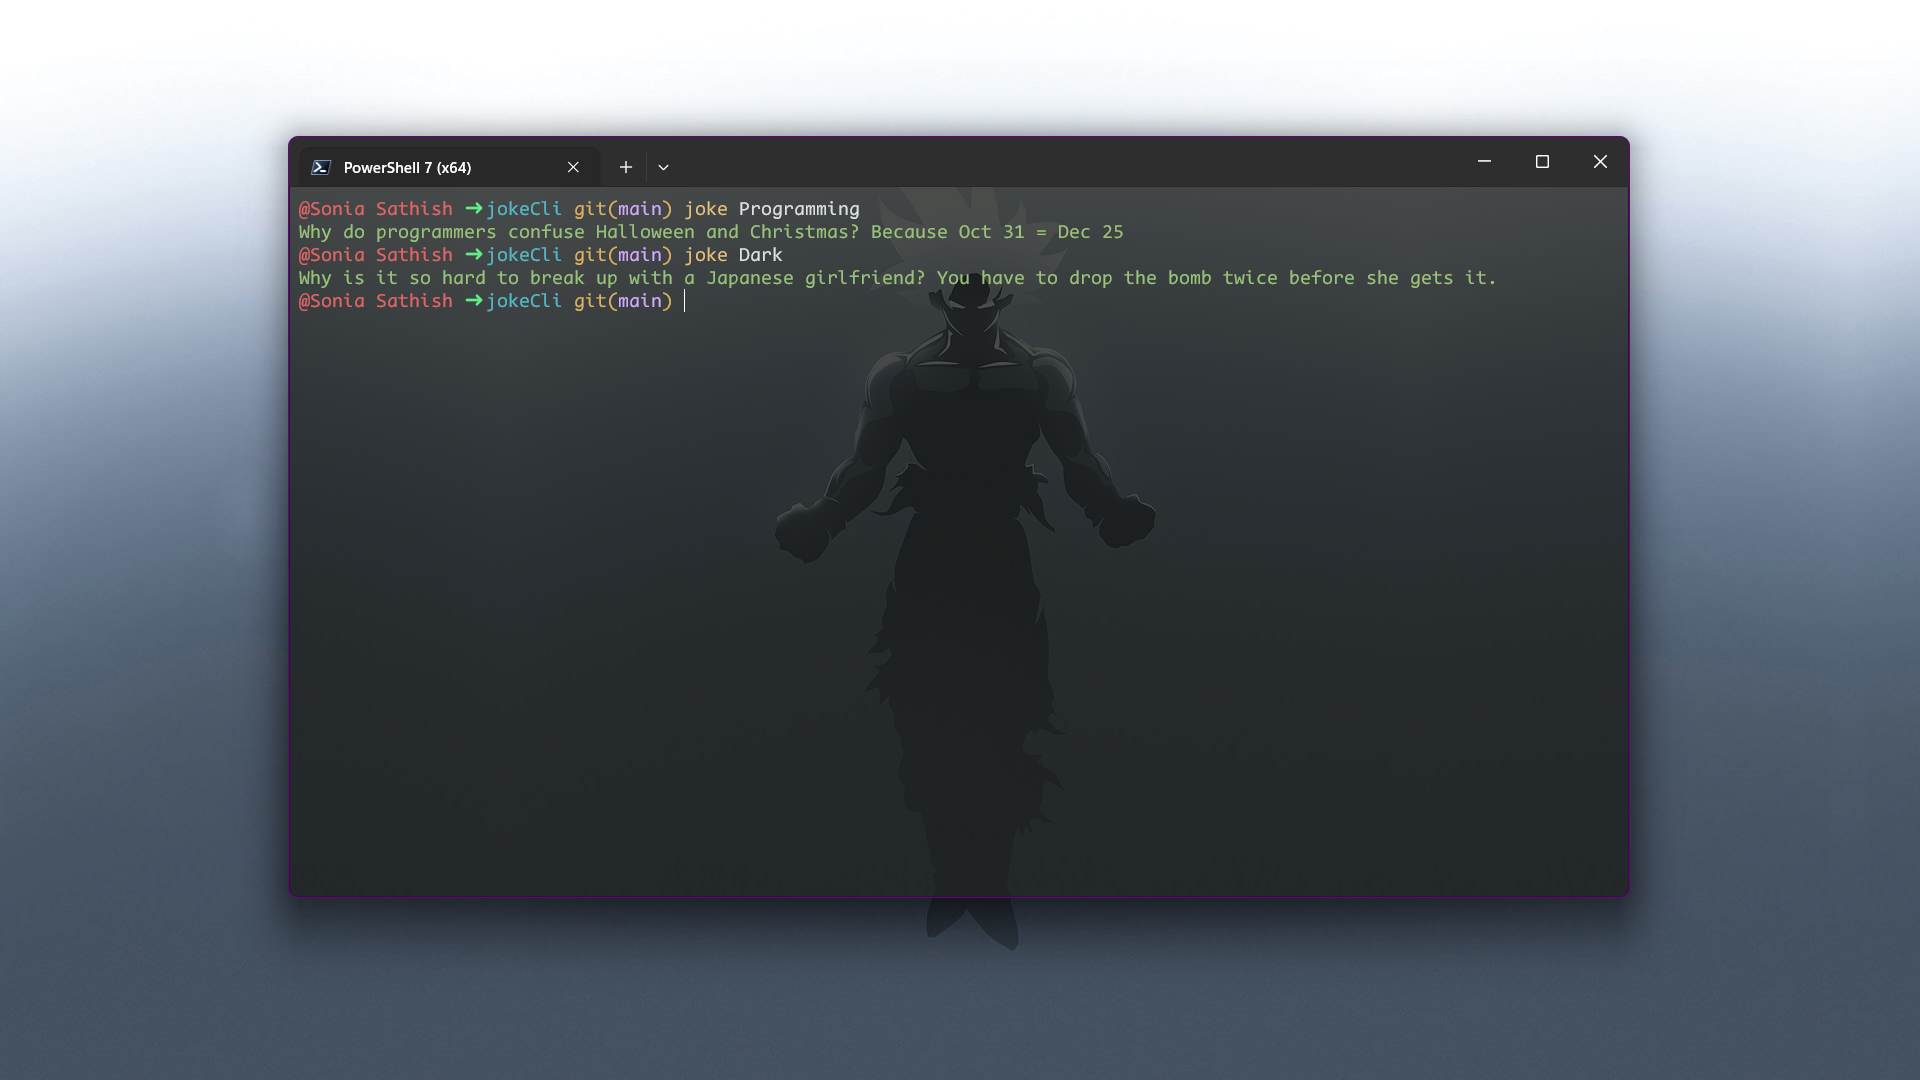 PowerShell 7 (x64)
@Sonia Sathish ➜jokeCli git(main) joke Programming
Why do programmers confuse Halloween and Christmas? Because Oct 31 = Dec 25
@Sonia Sathish ➜jokeCli git(main) joke Dark
Why is it so hard to break up with a Japanese girlfriend? You have to drop the bomb twice before she gets it.
@Sonia Sathish ➜jokeCli git(main)